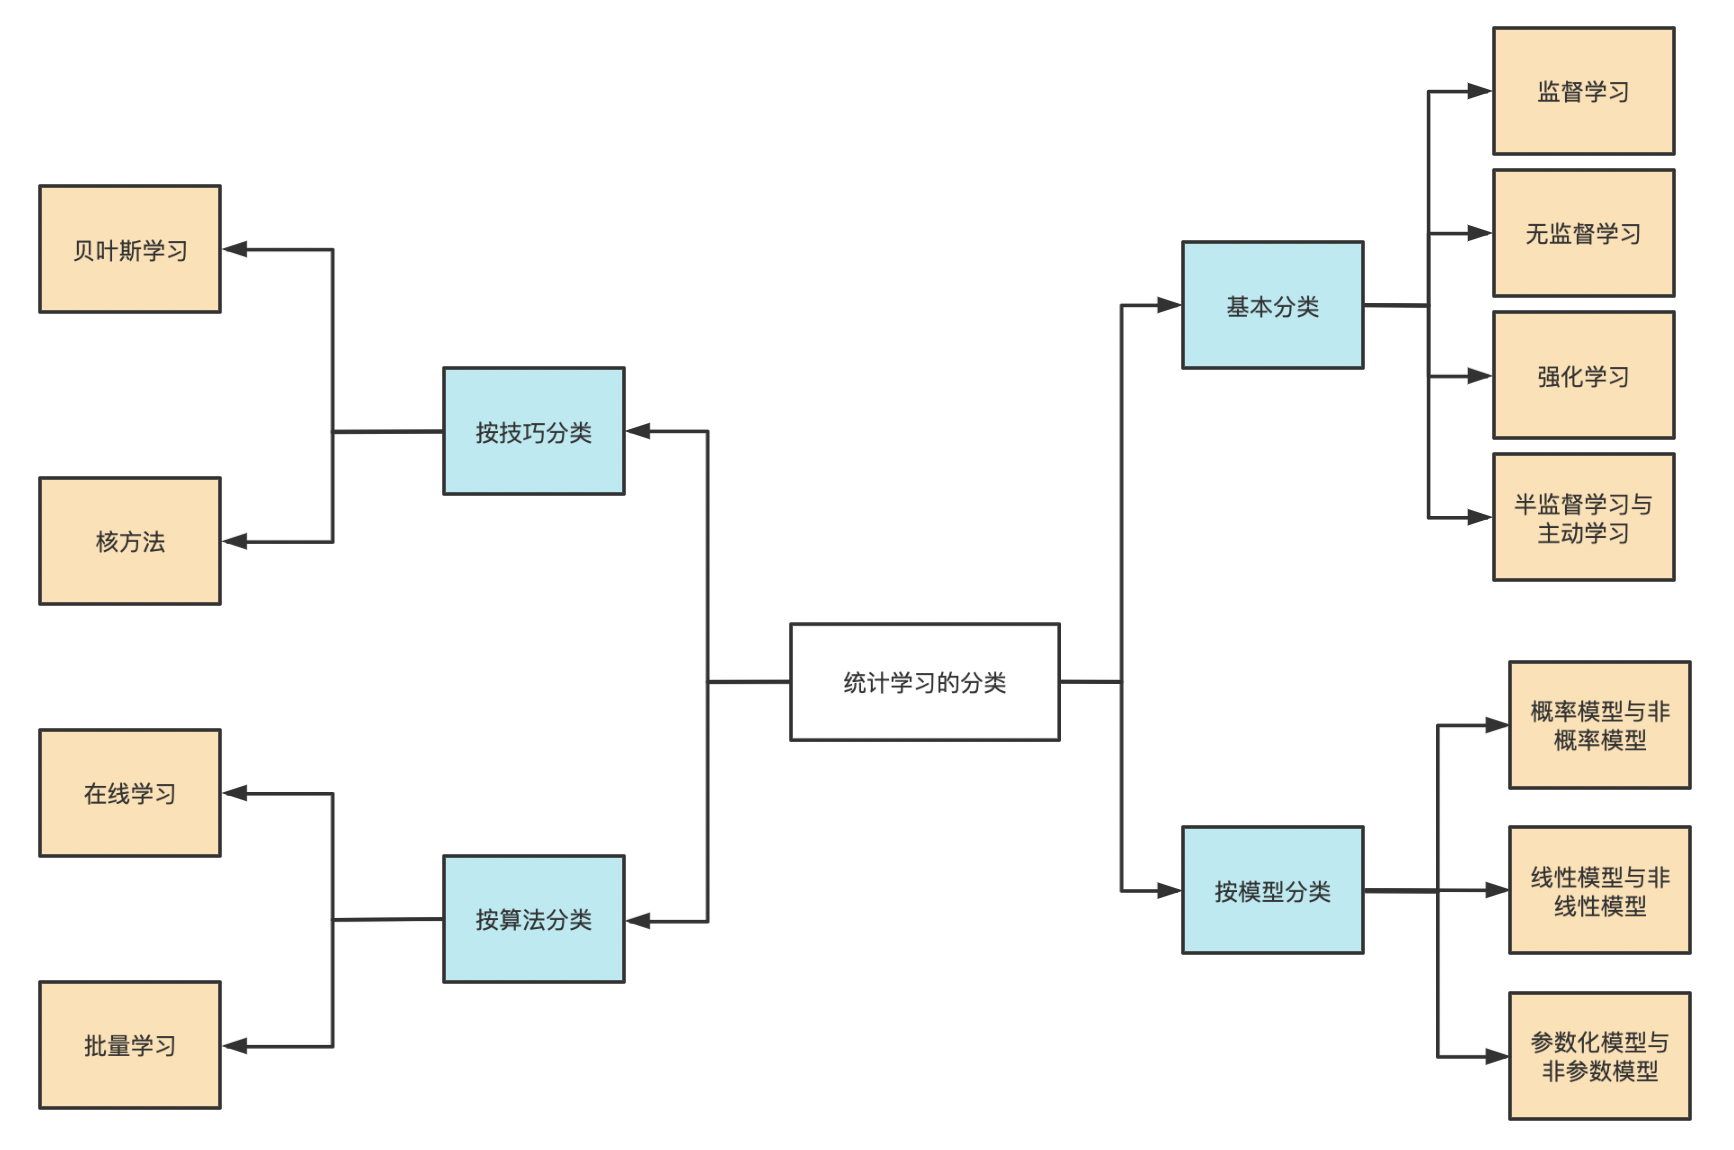 监督学习
无监督学习
贝叶斯学习
基本分类
强化学习
按技巧分类
半监督学习与
主动学习
核方法
统计学习的分类
概率模型与非
概率模型
在线学习
按模型分类
线性模型与非
线性模型
按算法分类
批量学习
参数化模型与
非参数模型